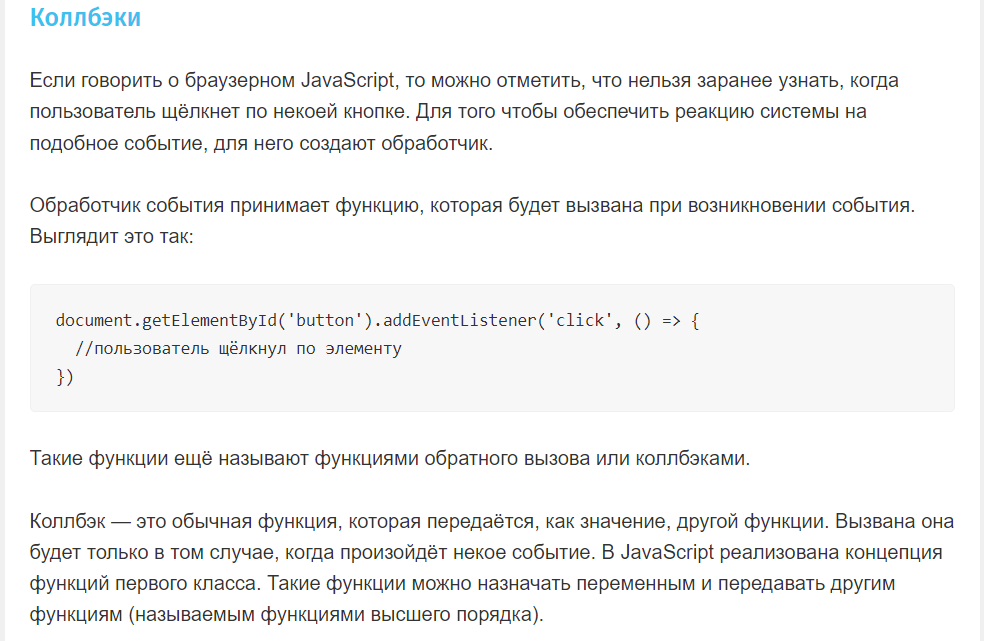 Коллбэки
Если говорить о браузерном JavaScript, то можно отметить, что нельзя заранее узнать, когда
пользователь щёлкнет по некоей кнопке. Для того чтобы обеспечить реакцию системы на
подобное событие, для него создают обработчик.
Обработчик события принимает функцию, которая будет вызвана при возникновении события.
Выглядит это так:
document.getElementById('button').addEventListener('click', () => {
  //пользователь щёлкнул по элементу
})
Такие функции ещё называют функциями обратного вызова или коллбэками.
Коллбэк — это обычная функция, которая передаётся, как значение, другой функции. Вызвана она
будет только в том случае, когда произойдёт некое событие. В JavaScript реализована концепция
функций первого класса. Такие функции можно назначать переменным и передавать другим
функциям (называемым функциями высшего порядка).